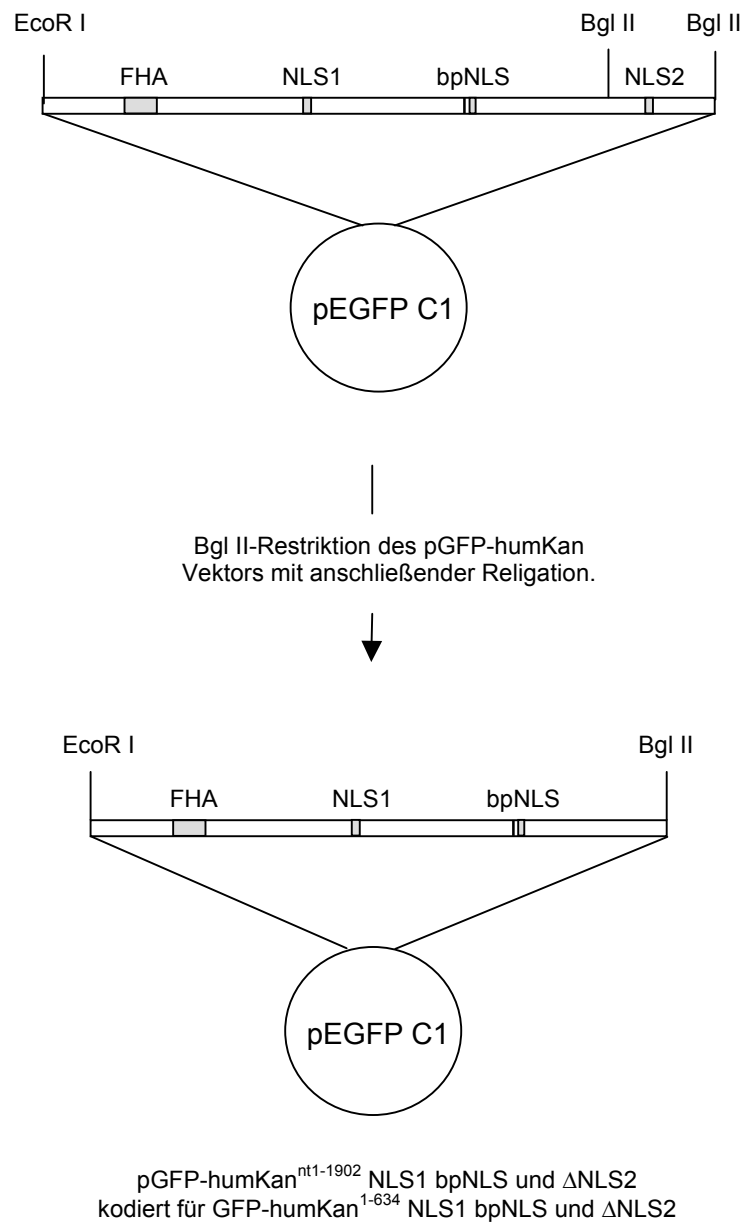 EcoR I Bgl II Bgl II
FHA NLS1 bpNLS NLS2
pEGFP C1
Bgl II-Restriktion des pGFP-humKan
Vektors mit anschließender Religation.
EcoR I Bgl II
FHA NLS1 bpNLS
pEGFP C1
pGFP-humKan^nt1-1902 NLS1 bpNLS und ΔNLS2
kodiert für GFP-humKan^1-634 NLS1 bpNLS und ΔNLS2